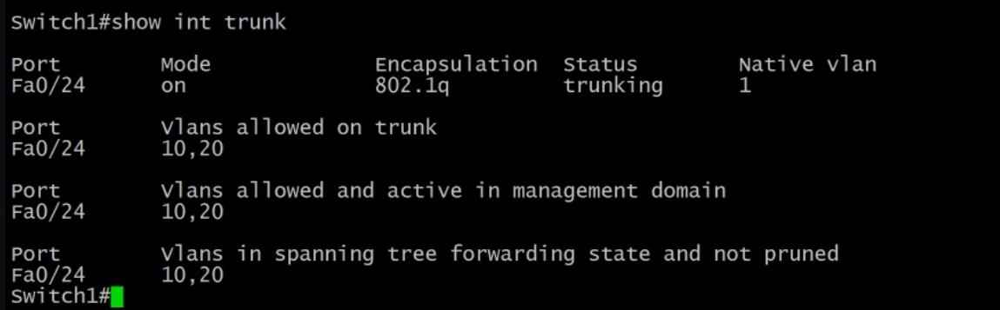 Switch1#show int trunk
Port Mode Encapsulation Status Native vlan
Fa0/24 on 802.1q trunking 1
Port Vlans allowed on trunk
Fa0/24 10,20
Port Vlans allowed and active in management domain
Fa0/24 10,20
Port Vlans in spanning tree forwarding state and not pruned
Fa0/24 10,20
Switch1#